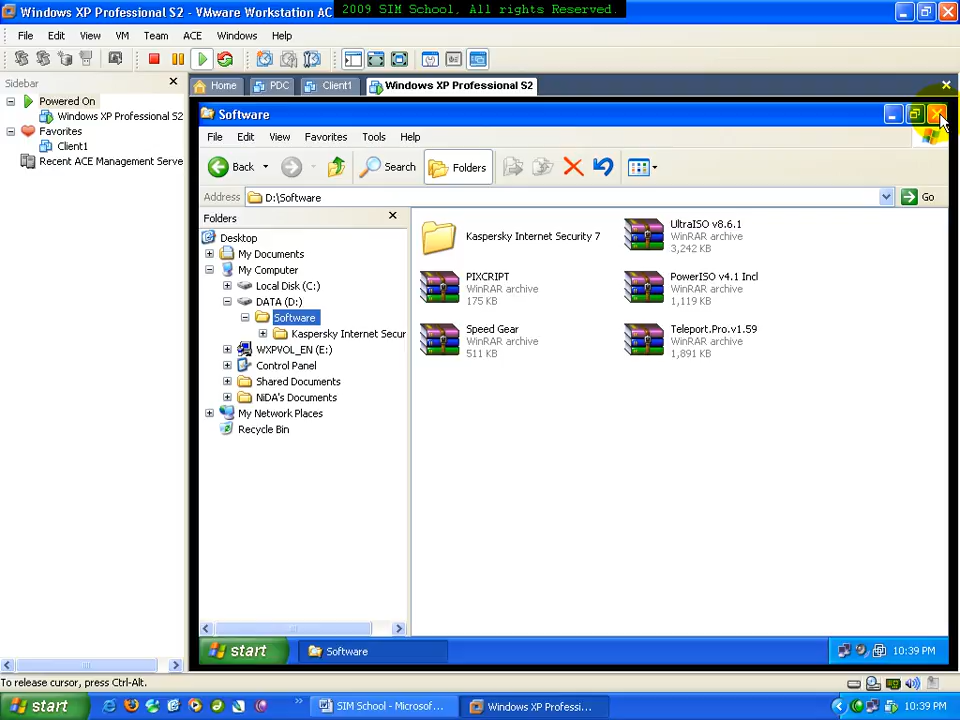 Windows XP Professional S2 - VMware Workstation ACE
2009 SIM School. All rights Reserved.
File Edit View VM Team ACE Windows Help
Sidebar
Home PDC Client1 Windows XP Professional S2
Powered On
Windows XP Professional S2
Favorites
Client1
Recent ACE Management Serve
Software
File Edit View Favorites Tools Help
Back Search Folders
Address D:\Software Go
Folders
Desktop
My Documents
My Computer
Local Disk (C:)
DATA (D:)
Software
Kaspersky Internet Secur
WXPVOL_EN (E:)
Control Panel
Shared Documents
NiDA's Documents
My Network Places
Recycle Bin
Kaspersky Internet Security 7
UltraISO v8.6.1
WinRAR archive
3,242 KB
PIXCRIPT
WinRAR archive
175 KB
PowerISO v4.1 Incl
WinRAR archive
1,119 KB
Speed Gear
WinRAR archive
511 KB
Teleport.Pro.v1.59
WinRAR archive
1,891 KB
start Software 10:39 PM
To release cursor, press Ctrl-Alt.
start SIM School - Microsof... Windows XP Professi... 10:39 PM